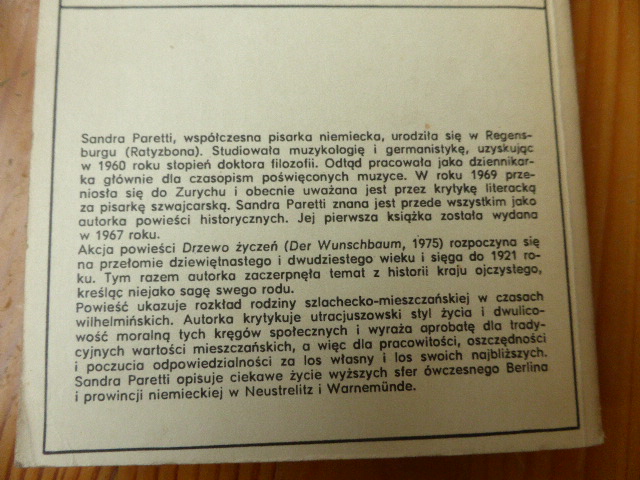 Sandra Paretti, współczesna pisarka niemiecka, urodziła się w Regens-
burgu (Ratyzbona). Studiowała muzykologię i germanistykę, uzyskując
w 1960 roku stopień doktora filozofii. Odtąd pracowała jako dziennikar-
ka głównie dla czasopism poświęconych muzyce. W roku 1969 prze-
niosła się do Zurychu i obecnie uważana jest przez krytykę literacką
za pisarkę szwajcarską. Sandra Paretti znana jest przede wszystkim jako
autorka powieści historycznych. Jej pierwsza książka została wydana
w 1967 roku.
Akcja powieści Drzewo życzeń (Der Wunschbaum, 1975) rozpoczyna się
na przełomie dziewiętnastego i dwudziestego wieku i sięga do 1921 ro-
ku. Tym razem autorka zaczerpnęła temat z historii kraju ojczystego,
kreśląc niejako sagę swego rodu.
Powieść ukazuje rozkład rodziny szlachecko-mieszczańskiej w czasach
wilhelmińskich. Autorka krytykuje utracjuszowski styl życia i dwulico-
wość moralną tych kręgów społecznych i wyraża aprobatę dla trady-
cyjnych wartości mieszczańskich, a więc dla pracowitości, oszczędności
i poczucia odpowiedzialności za los własny i los swoich najbliższych.
Sandra Paretti opisuje ciekawe życie wyższych sfer ówczesnego Berlina
i prowincji niemieckiej w Neustrelitz i Warnemünde.